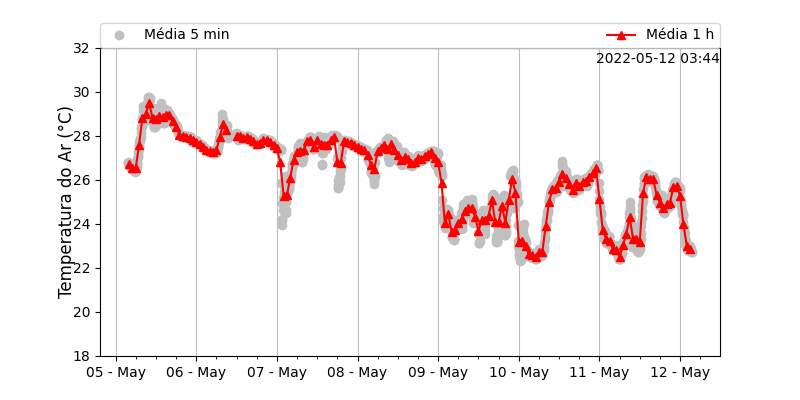 Média 5 min
Média 1 h
2022-05-12 03:44
Temperatura do Ar (°C)
32
30
28
26
24
22
20
18
05 - May
06 - May
07 - May
08 - May
09 - May
10 - May
11 - May
12 - May